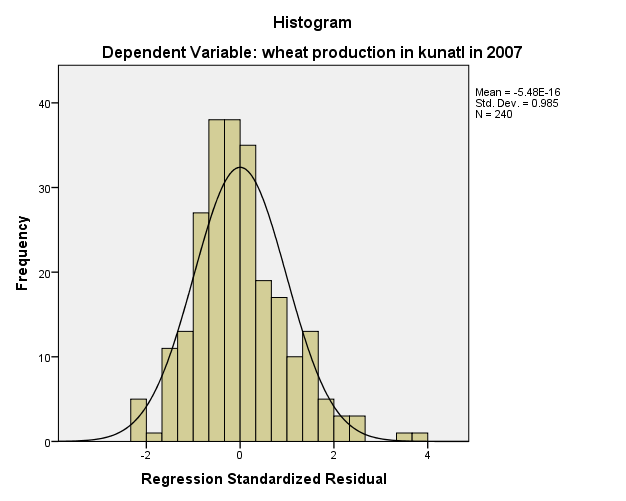 Histogram
Dependent Variable: wheat production in kunatl in 2007
Mean = -5.48E-16
Std. Dev. = 0.985
N = 240
40
30
20
10
0
Frequency
-2
0
2
4
Regression Standardized Residual